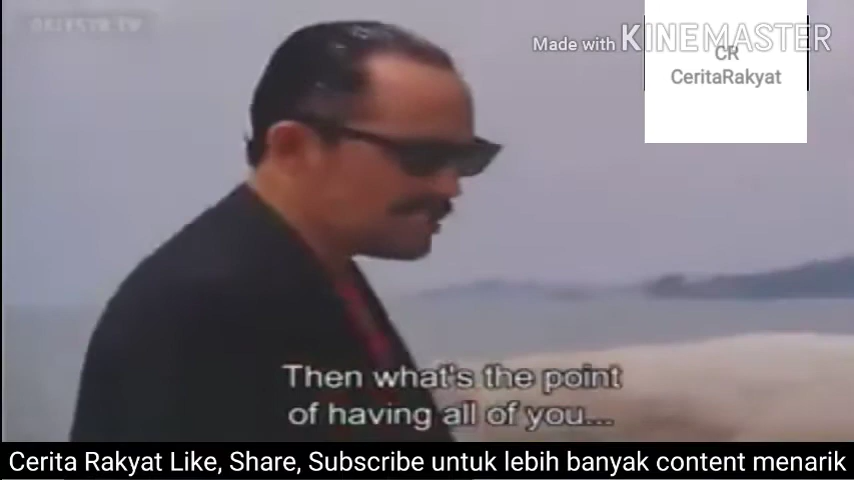 Made with KINEMASTER
CR
CeritaRakyat
Then what's the point
of having all of you...
Cerita Rakyat Like, Share, Subscribe untuk lebih banyak content menarik